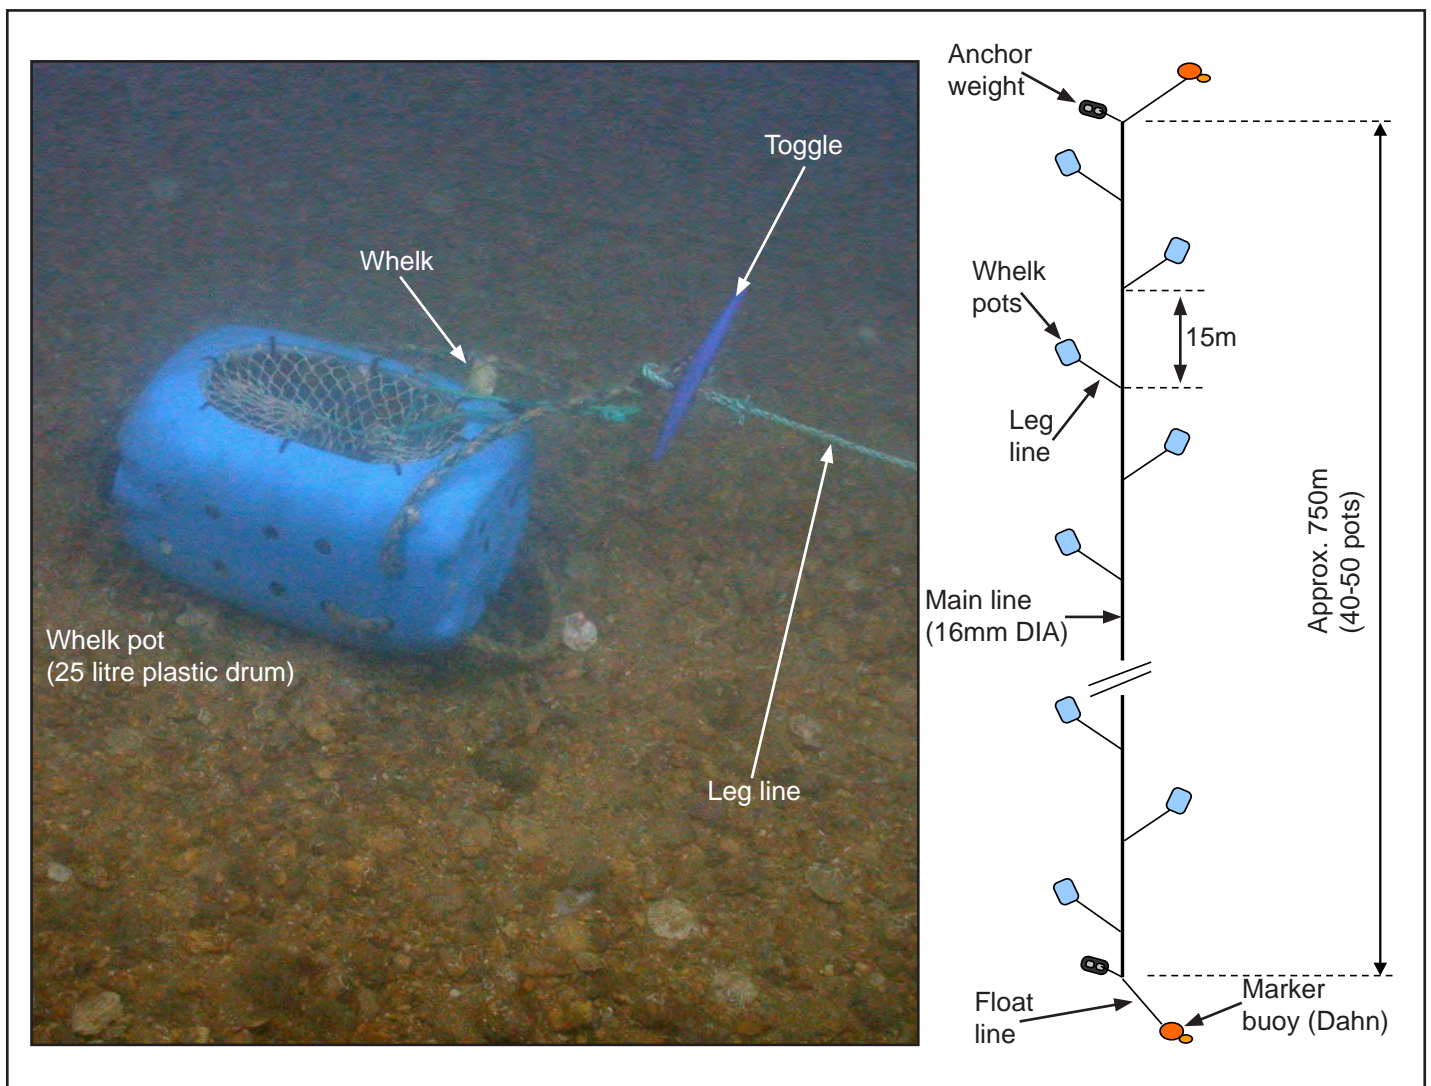 Toggle
Whelk
Whelk pot
(25 litre plastic drum)
Leg line
Anchor
weight
Whelk
pots
15m
Leg
line
Main line
(16mm DIA)
Approx. 750m
(40-50 pots)
Float
line
Marker
buoy (Dahn)